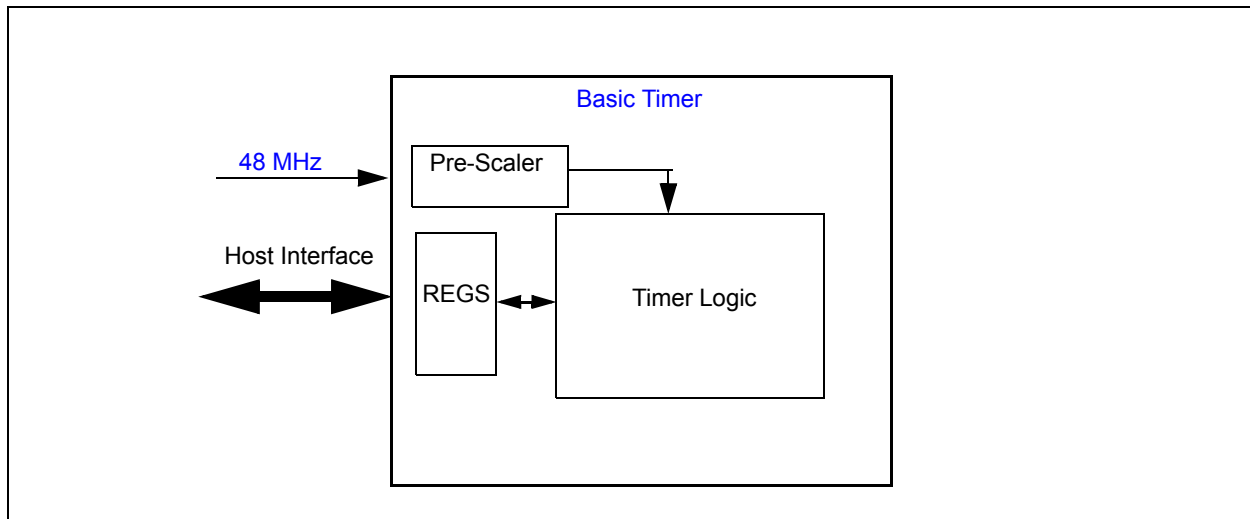 Basic Timer
48 MHz
Pre-Scaler
Host Interface
REGS
Timer Logic